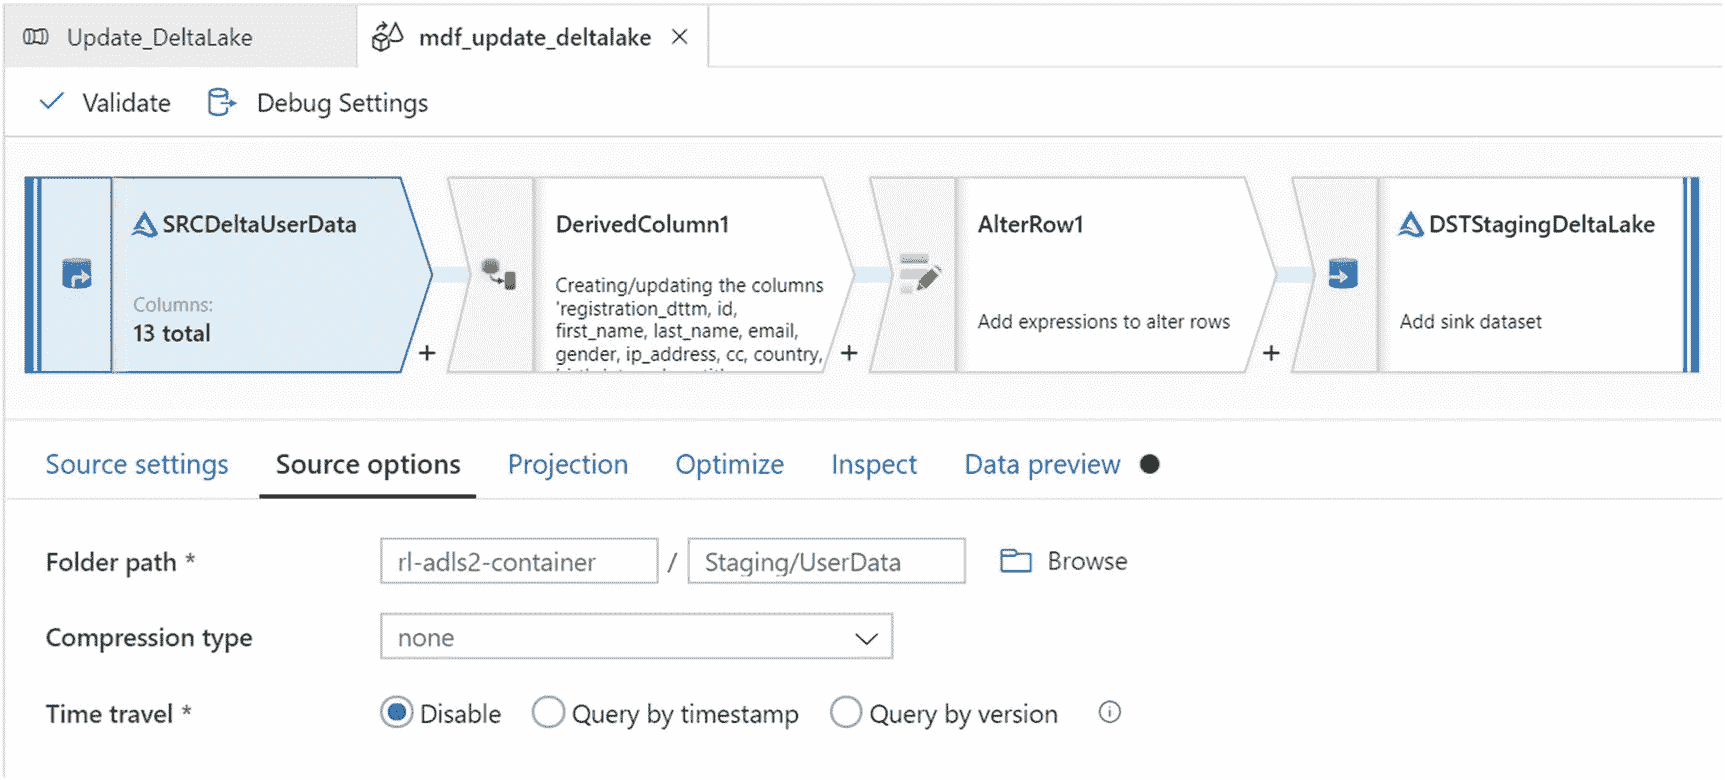 Update_DeltaLake
mdf_update_deltalake
Validate
Debug Settings
SRCDeltaUserData
Columns:
13 total
+
DerivedColumn1
Creating/updating the columns
'registration_dttm, id,
first_name, last_name, email,
gender, ip_address, cc, country,
+
AlterRow1
Add expressions to alter rows
+
DSTStagingDeltaLake
Add sink dataset
Source settings
Source options
Projection
Optimize
Inspect
Data preview
Folder path *
rl-adls2-container
/
Staging/UserData
Browse
Compression type
none
Time travel *
Disable
Query by timestamp
Query by version